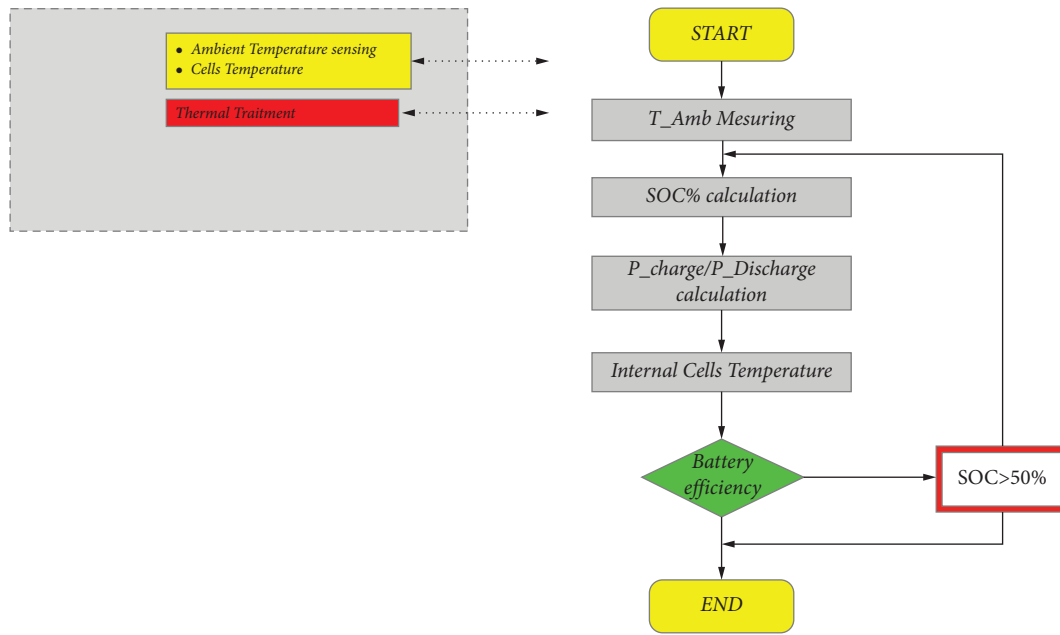 • Ambient Temperature sensing
• Cells Temperature
Thermal Traitment
START
T_Amb Mesuring
SOC% calculation
P_charge/P_Discharge
calculation
Internal Cells Temperature
Battery
efficiency
SOC>50%
END